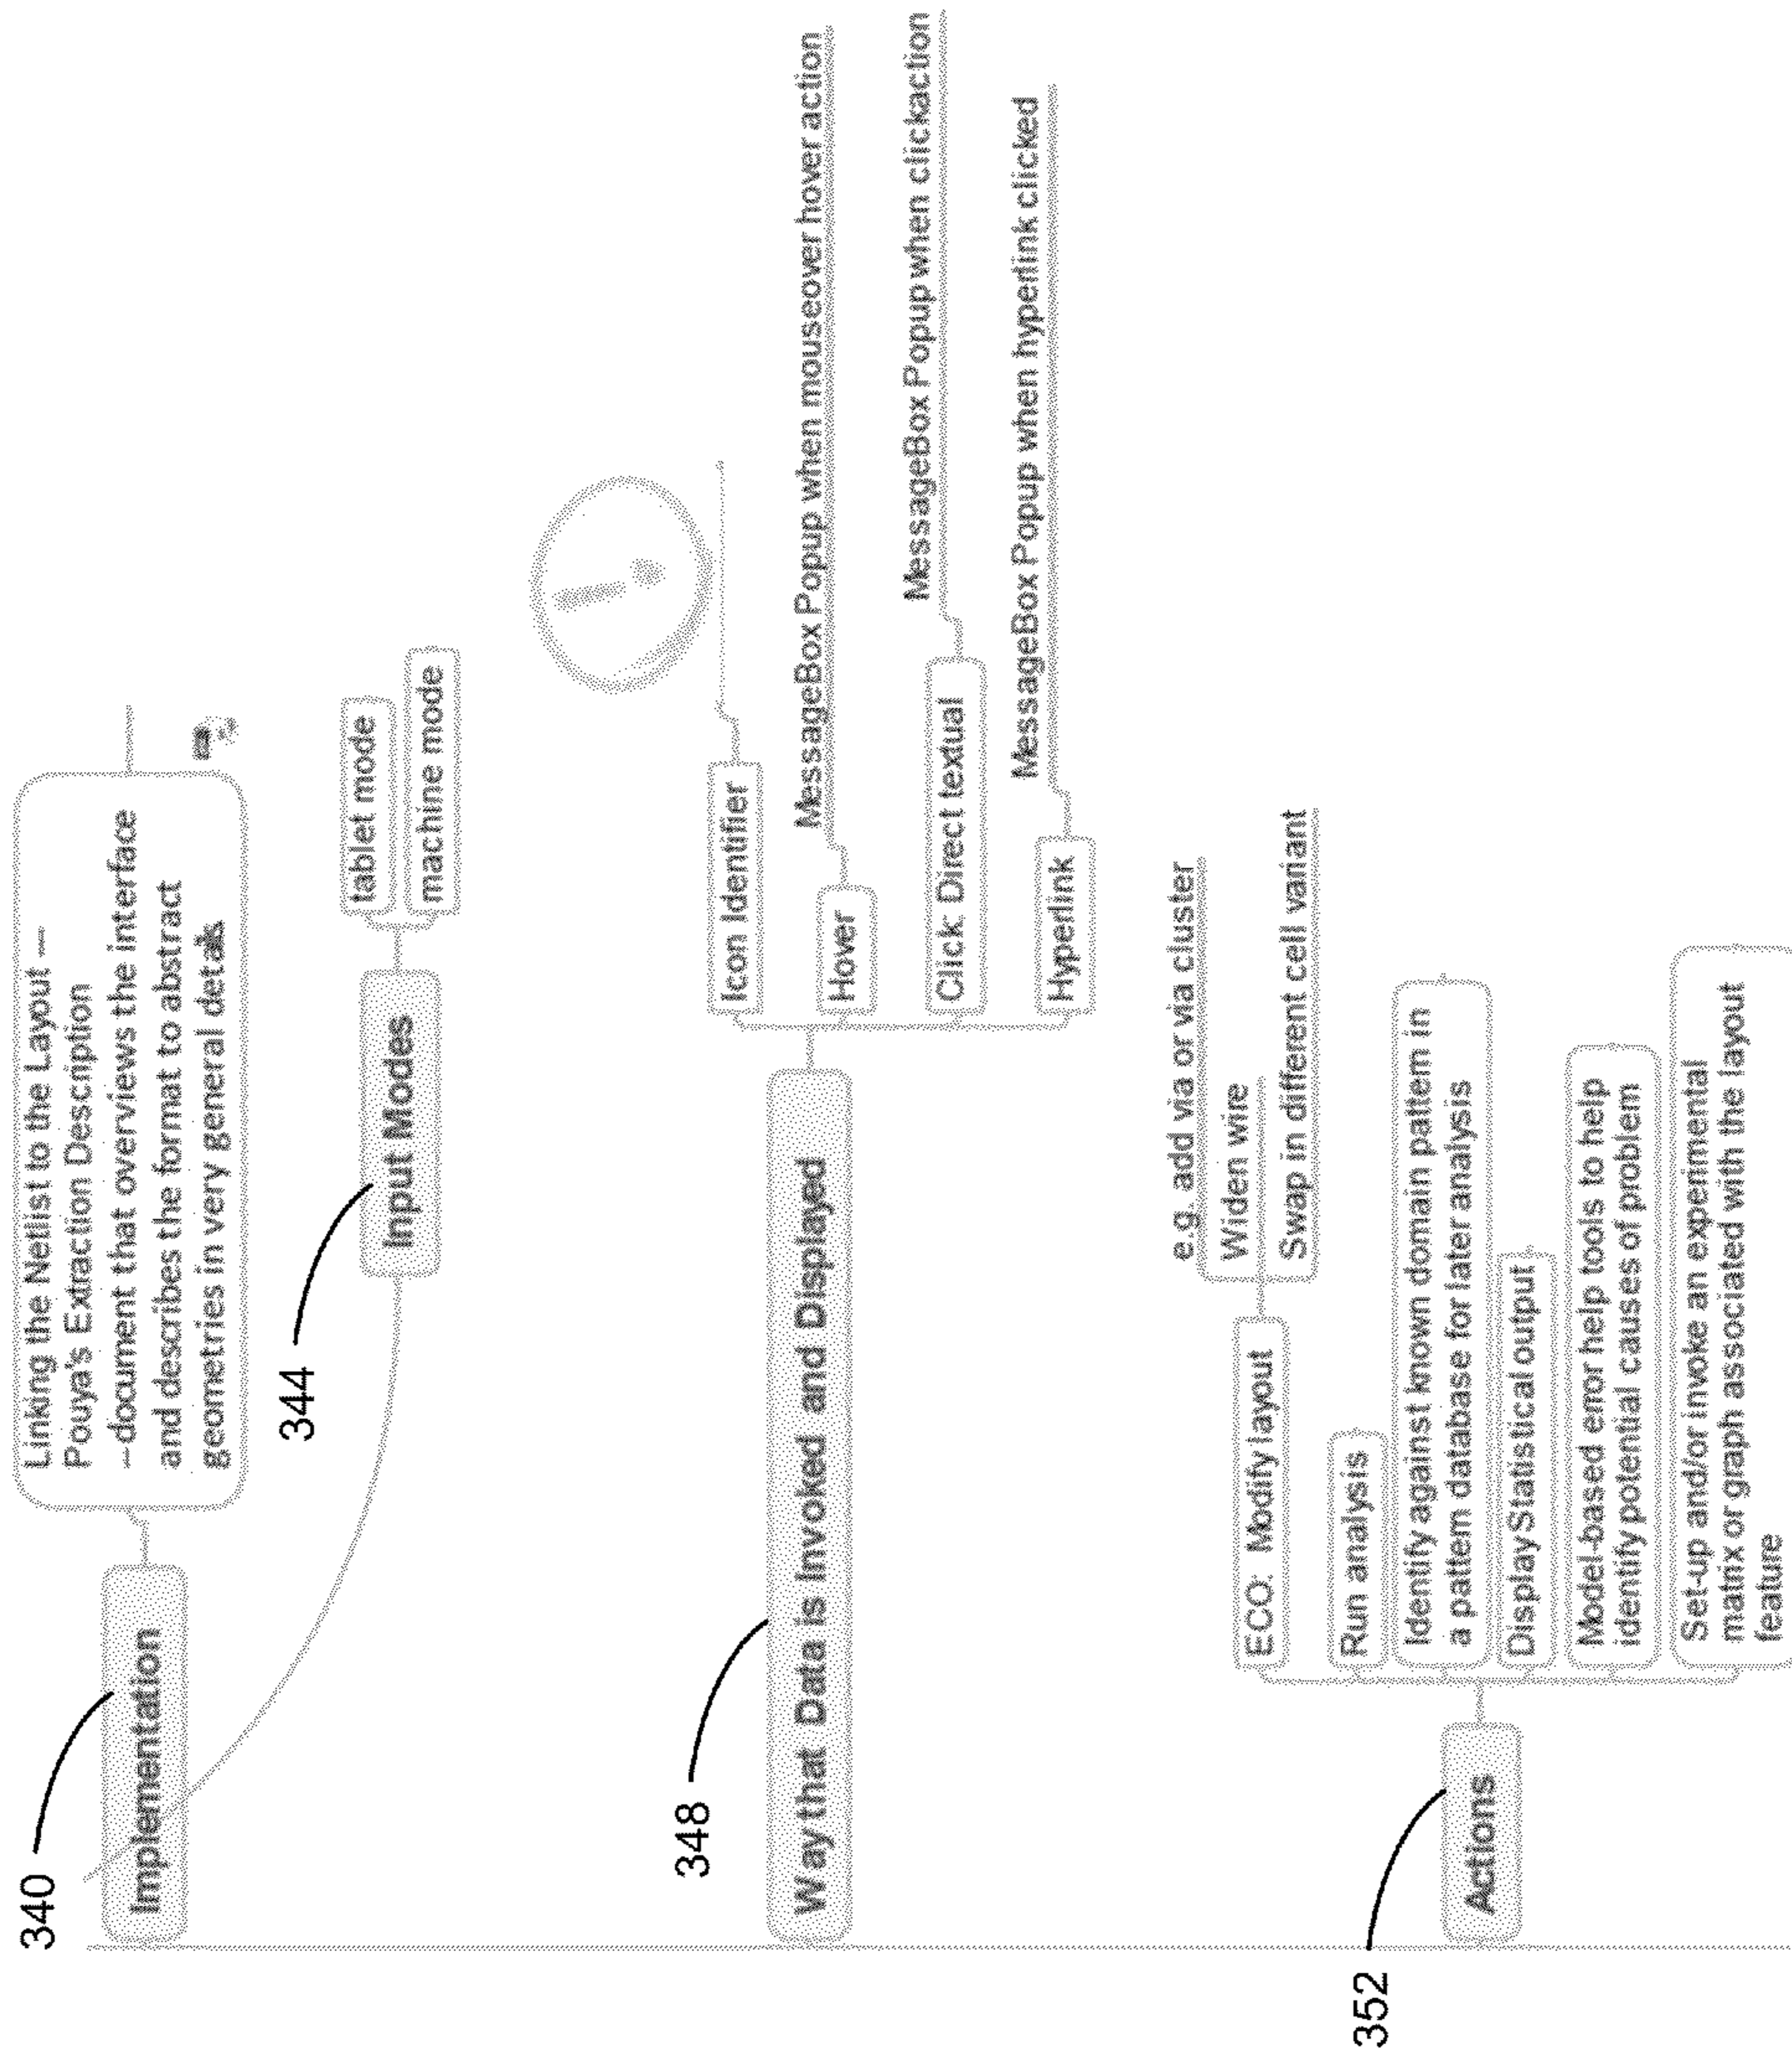 340
Implementation
Linking the Netlist to the Layout —
Pouya's Extraction Description
--document that overviews the interface
and describes the format to abstract
geometries in very general details
344
Input Modes
tablet mode
machine mode
348
Way that Data is Invoked and Displayed
Icon Identifier
!
Hover
MessageBox Popup when mouseover hover action
Click: Direct textual
MessageBox Popup when clickaction
Hyperlink
MessageBox Popup when hyperlink clicked
352
Actions
ECO: Modify layout
e.g. add via or via cluster
Widen wire
Swap in different cell variant
Run analysis
Identify against known domain pattern in
a pattern database for later analysis
Display Statistical output
Model-based error help tools to help
identify potential causes of problem
Set-up and/or invoke an experimental
matrix or graph associated with the layout
feature